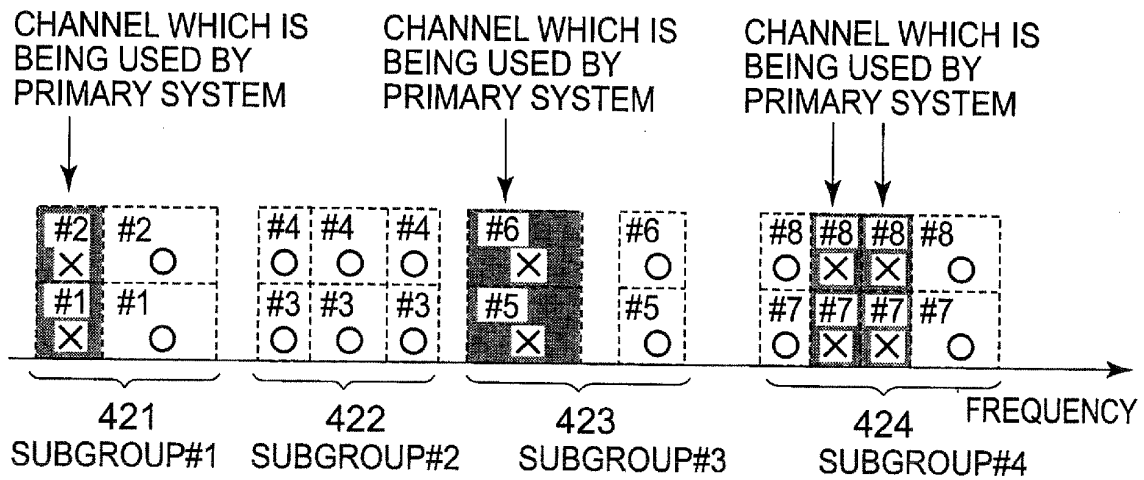 CHANNEL WHICH IS
BEING USED BY
PRIMARY SYSTEM
CHANNEL WHICH IS
BEING USED BY
PRIMARY SYSTEM
CHANNEL WHICH IS
BEING USED BY
PRIMARY SYSTEM
#2 #2 #4 #4 #4 #6 #6 #8 #8 #8 #8
× ○ ○ ○ ○ × ○ ○ × × ○
#1 #1 #3 #3 #3 #5 #5 #7 #7 #7 #7
× ○ ○ ○ ○ × ○ ○ × × ○
421 422 423 424 FREQUENCY
SUBGROUP#1 SUBGROUP#2 SUBGROUP#3 SUBGROUP#4